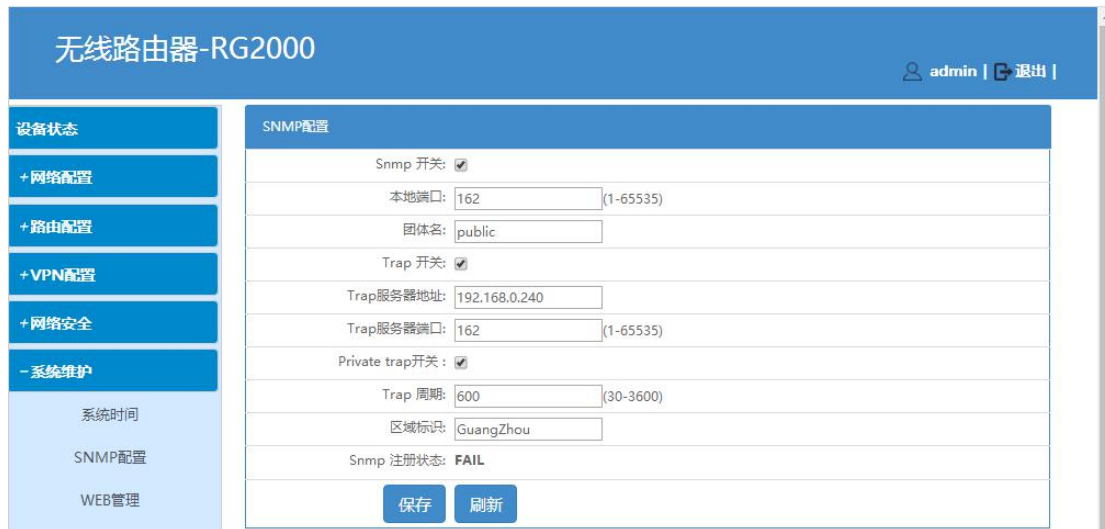 无线路由器-RG2000
admin | 退出 |
设备状态
+网络配置
+路由配置
+VPN配置
+网络安全
-系统维护
系统时间
SNMP配置
WEB管理
SNMP配置
Snmp 开关:
本地端口: 162 (1-65535)
团体名: public
Trap 开关:
Trap服务器地址: 192.168.0.240
Trap服务器端口: 162 (1-65535)
Private trap开关 :
Trap 周期: 600 (30-3600)
区域标识: GuangZhou
Snmp 注册状态: FAIL
保存 刷新